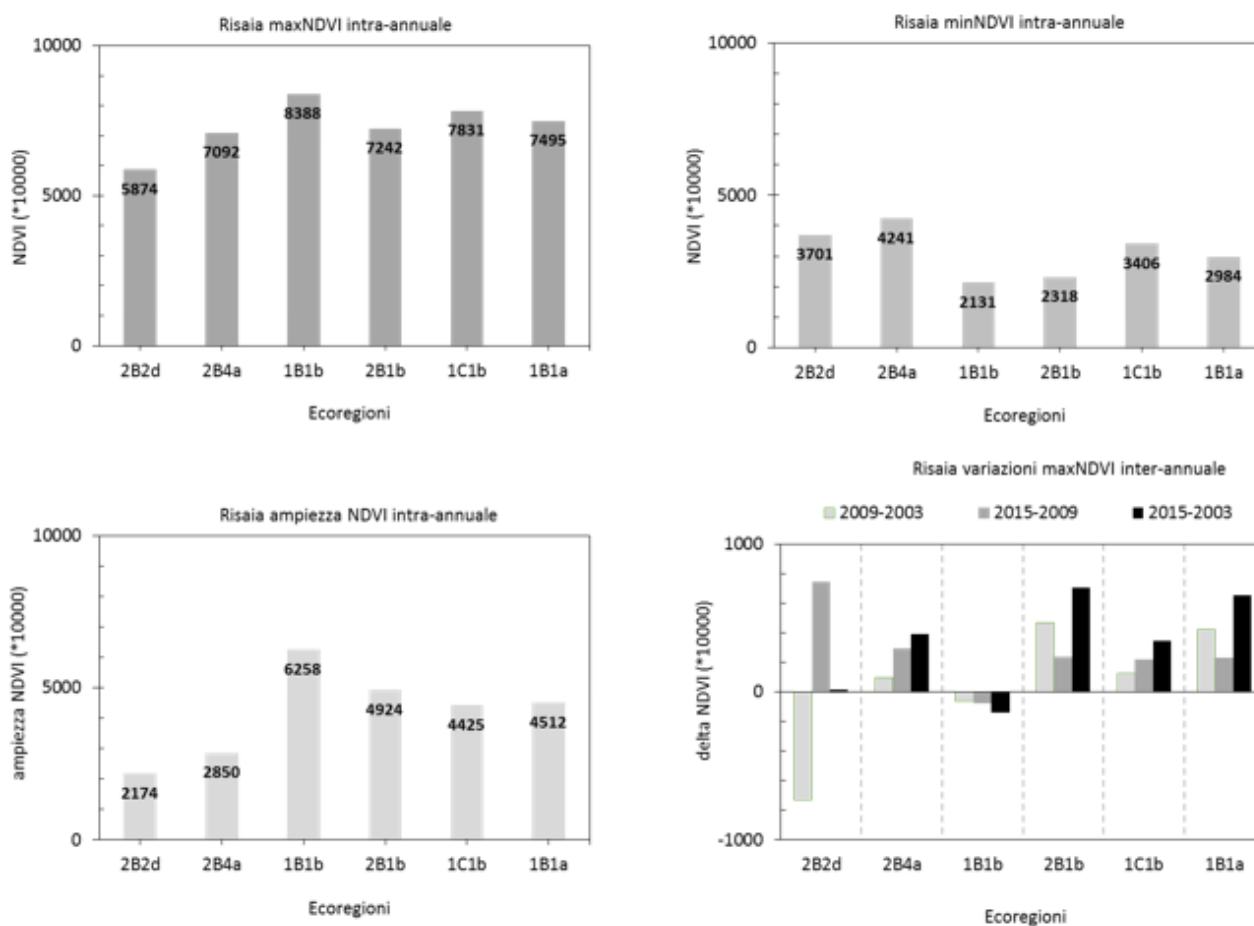 Risaia maxNDVI intra-annuale
10000
5000
0
NDVI (*10000)
5874
7092
8388
7242
7831
7495
2B2d 2B4a 1B1b 2B1b 1C1b 1B1a
Ecoregioni
Risaia minNDVI intra-annuale
10000
5000
0
NDVI (*10000)
3701
4241
2131
2318
3406
2984
2B2d 2B4a 1B1b 2B1b 1C1b 1B1a
Ecoregioni
Risaia ampiezza NDVI intra-annuale
10000
5000
0
ampiezza NDVI (*10000)
2174
2850
6258
4924
4425
4512
2B2d 2B4a 1B1b 2B1b 1C1b 1B1a
Ecoregioni
Risaia variazioni maxNDVI inter-annuale
2009-2003 2015-2009 2015-2003
1000
0
-1000
delta NDVI (*10000)
2B2d 2B4a 1B1b 2B1b 1C1b 1B1a
Ecoregioni